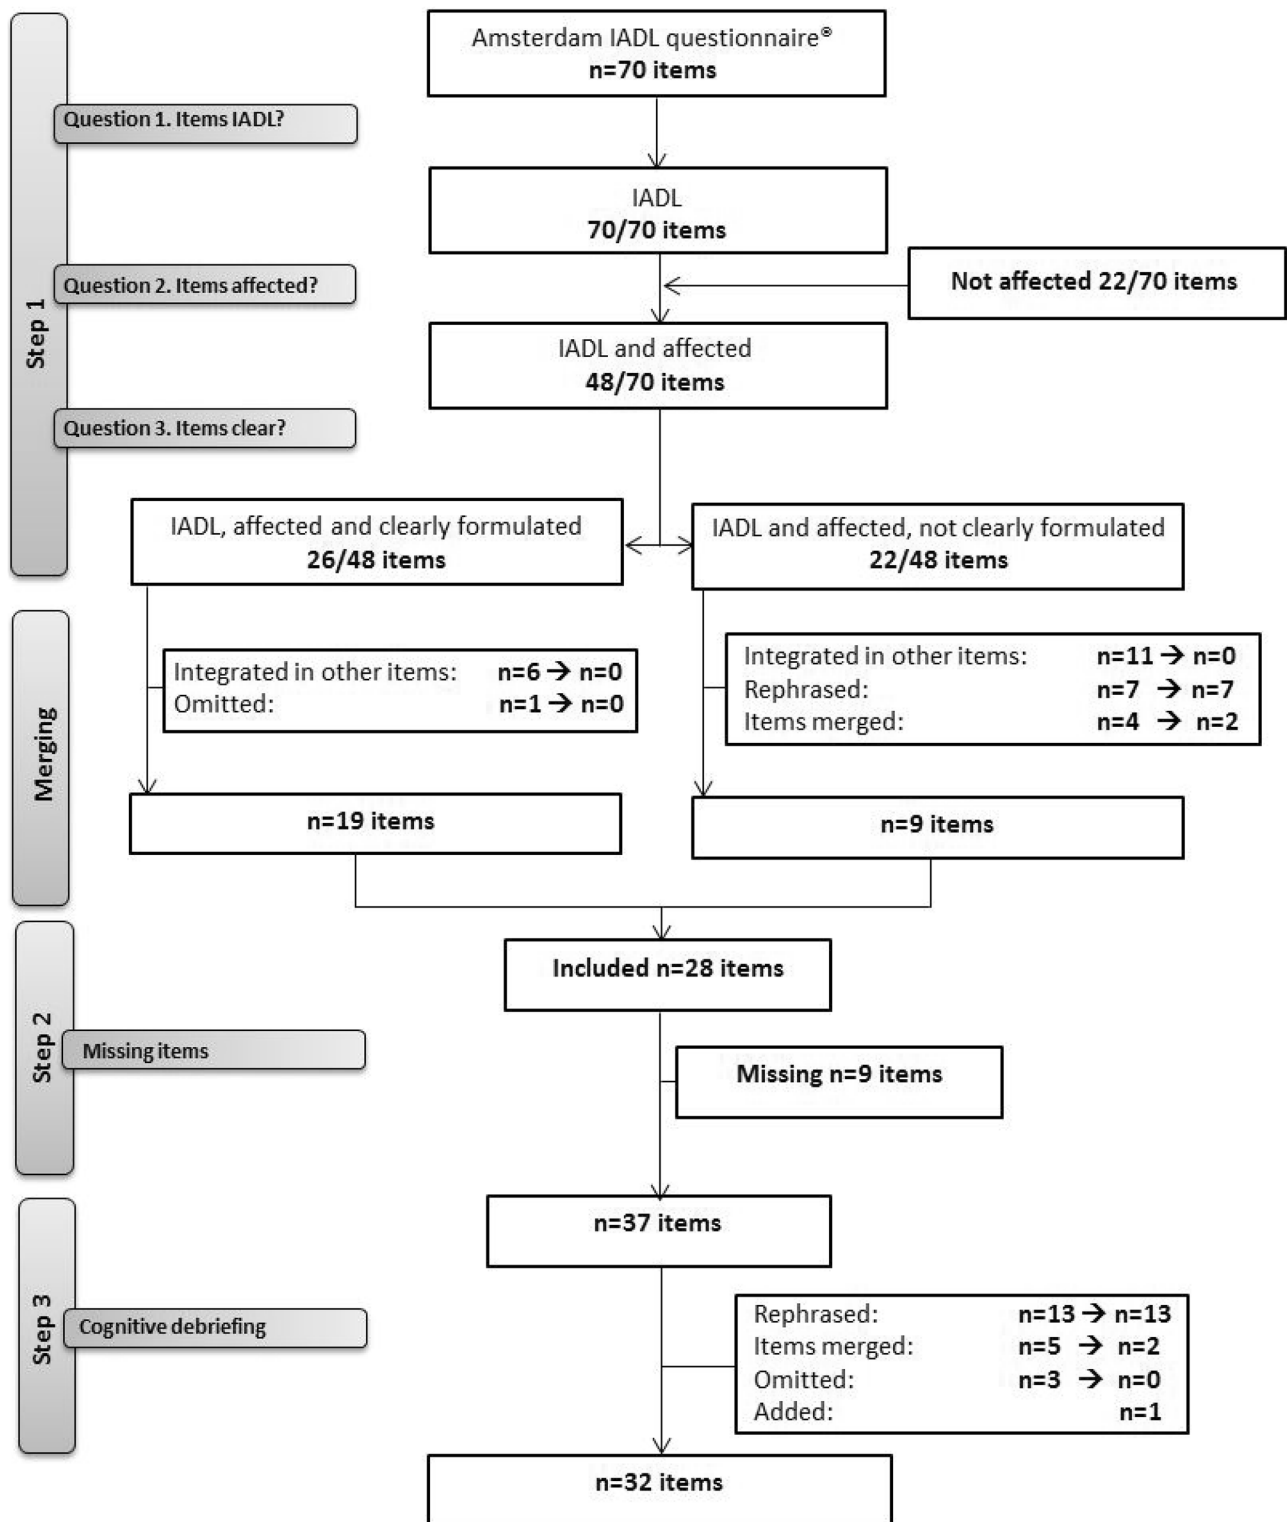 Amsterdam IADL questionnaire®
n=70 items
Question 1. Items IADL?
IADL
70/70 items
Step 1
Question 2. Items affected?
Not affected 22/70 items
IADL and affected
48/70 items
Question 3. Items clear?
IADL, affected and clearly formulated
26/48 items
IADL and affected, not clearly formulated
22/48 items
Merging
Integrated in other items: n=6 → n=0
Omitted: n=1 → n=0
Integrated in other items: n=11 → n=0
Rephrased: n=7 → n=7
Items merged: n=4 → n=2
n=19 items
n=9 items
Included n=28 items
Step 2
Missing items
Missing n=9 items
n=37 items
Step 3
Cognitive debriefing
Rephrased: n=13 → n=13
Items merged: n=5 → n=2
Omitted: n=3 → n=0
Added: n=1
n=32 items